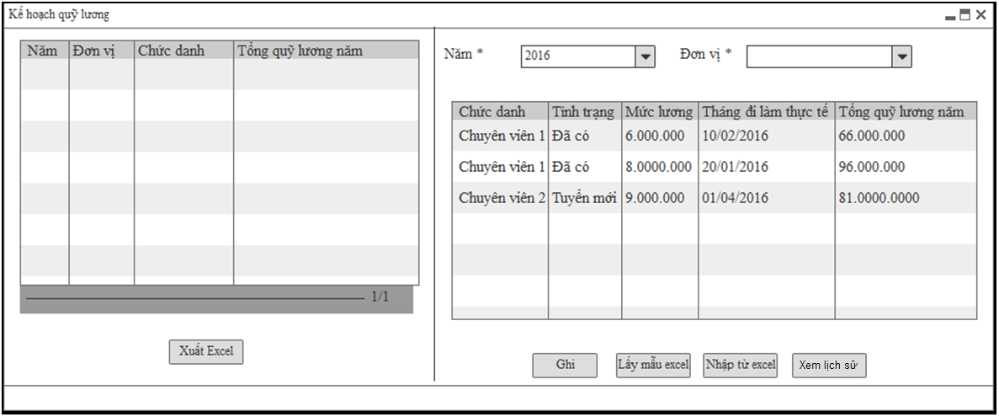 Kế hoạch quỹ lương
Năm Đơn vị Chức danh Tổng quỹ lương năm
1/1
Xuất Excel
Năm * 2016 Đơn vị *
Chức danh Tình trạng Mức lương Tháng đi làm thực tế Tổng quỹ lương năm
Chuyên viên 1 Đã có 6.000.000 10/02/2016 66.000.000
Chuyên viên 1 Đã có 8.0000.000 20/01/2016 96.000.000
Chuyên viên 2 Tuyển mới 9.000.000 01/04/2016 81.0000.0000
Ghi Lấy mẫu excel Nhập từ excel Xem lịch sử